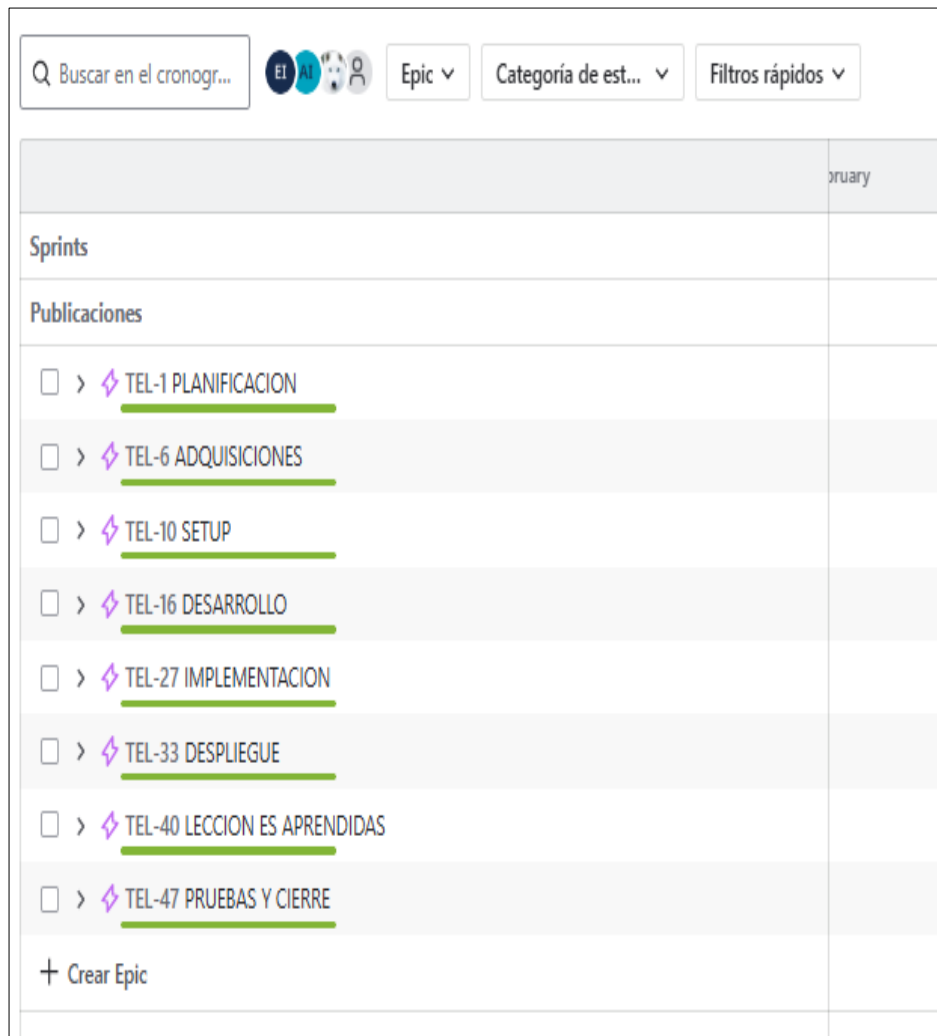 Buscar en el cronogr... EI AI Epic Categoría de est... Filtros rápidos
bruary
Sprints
Publicaciones
TEL-1 PLANIFICACION
TEL-6 ADQUISICIONES
TEL-10 SETUP
TEL-16 DESARROLLO
TEL-27 IMPLEMENTACION
TEL-33 DESPLIEGUE
TEL-40 LECCION ES APRENDIDAS
TEL-47 PRUEBAS Y CIERRE
+ Crear Epic